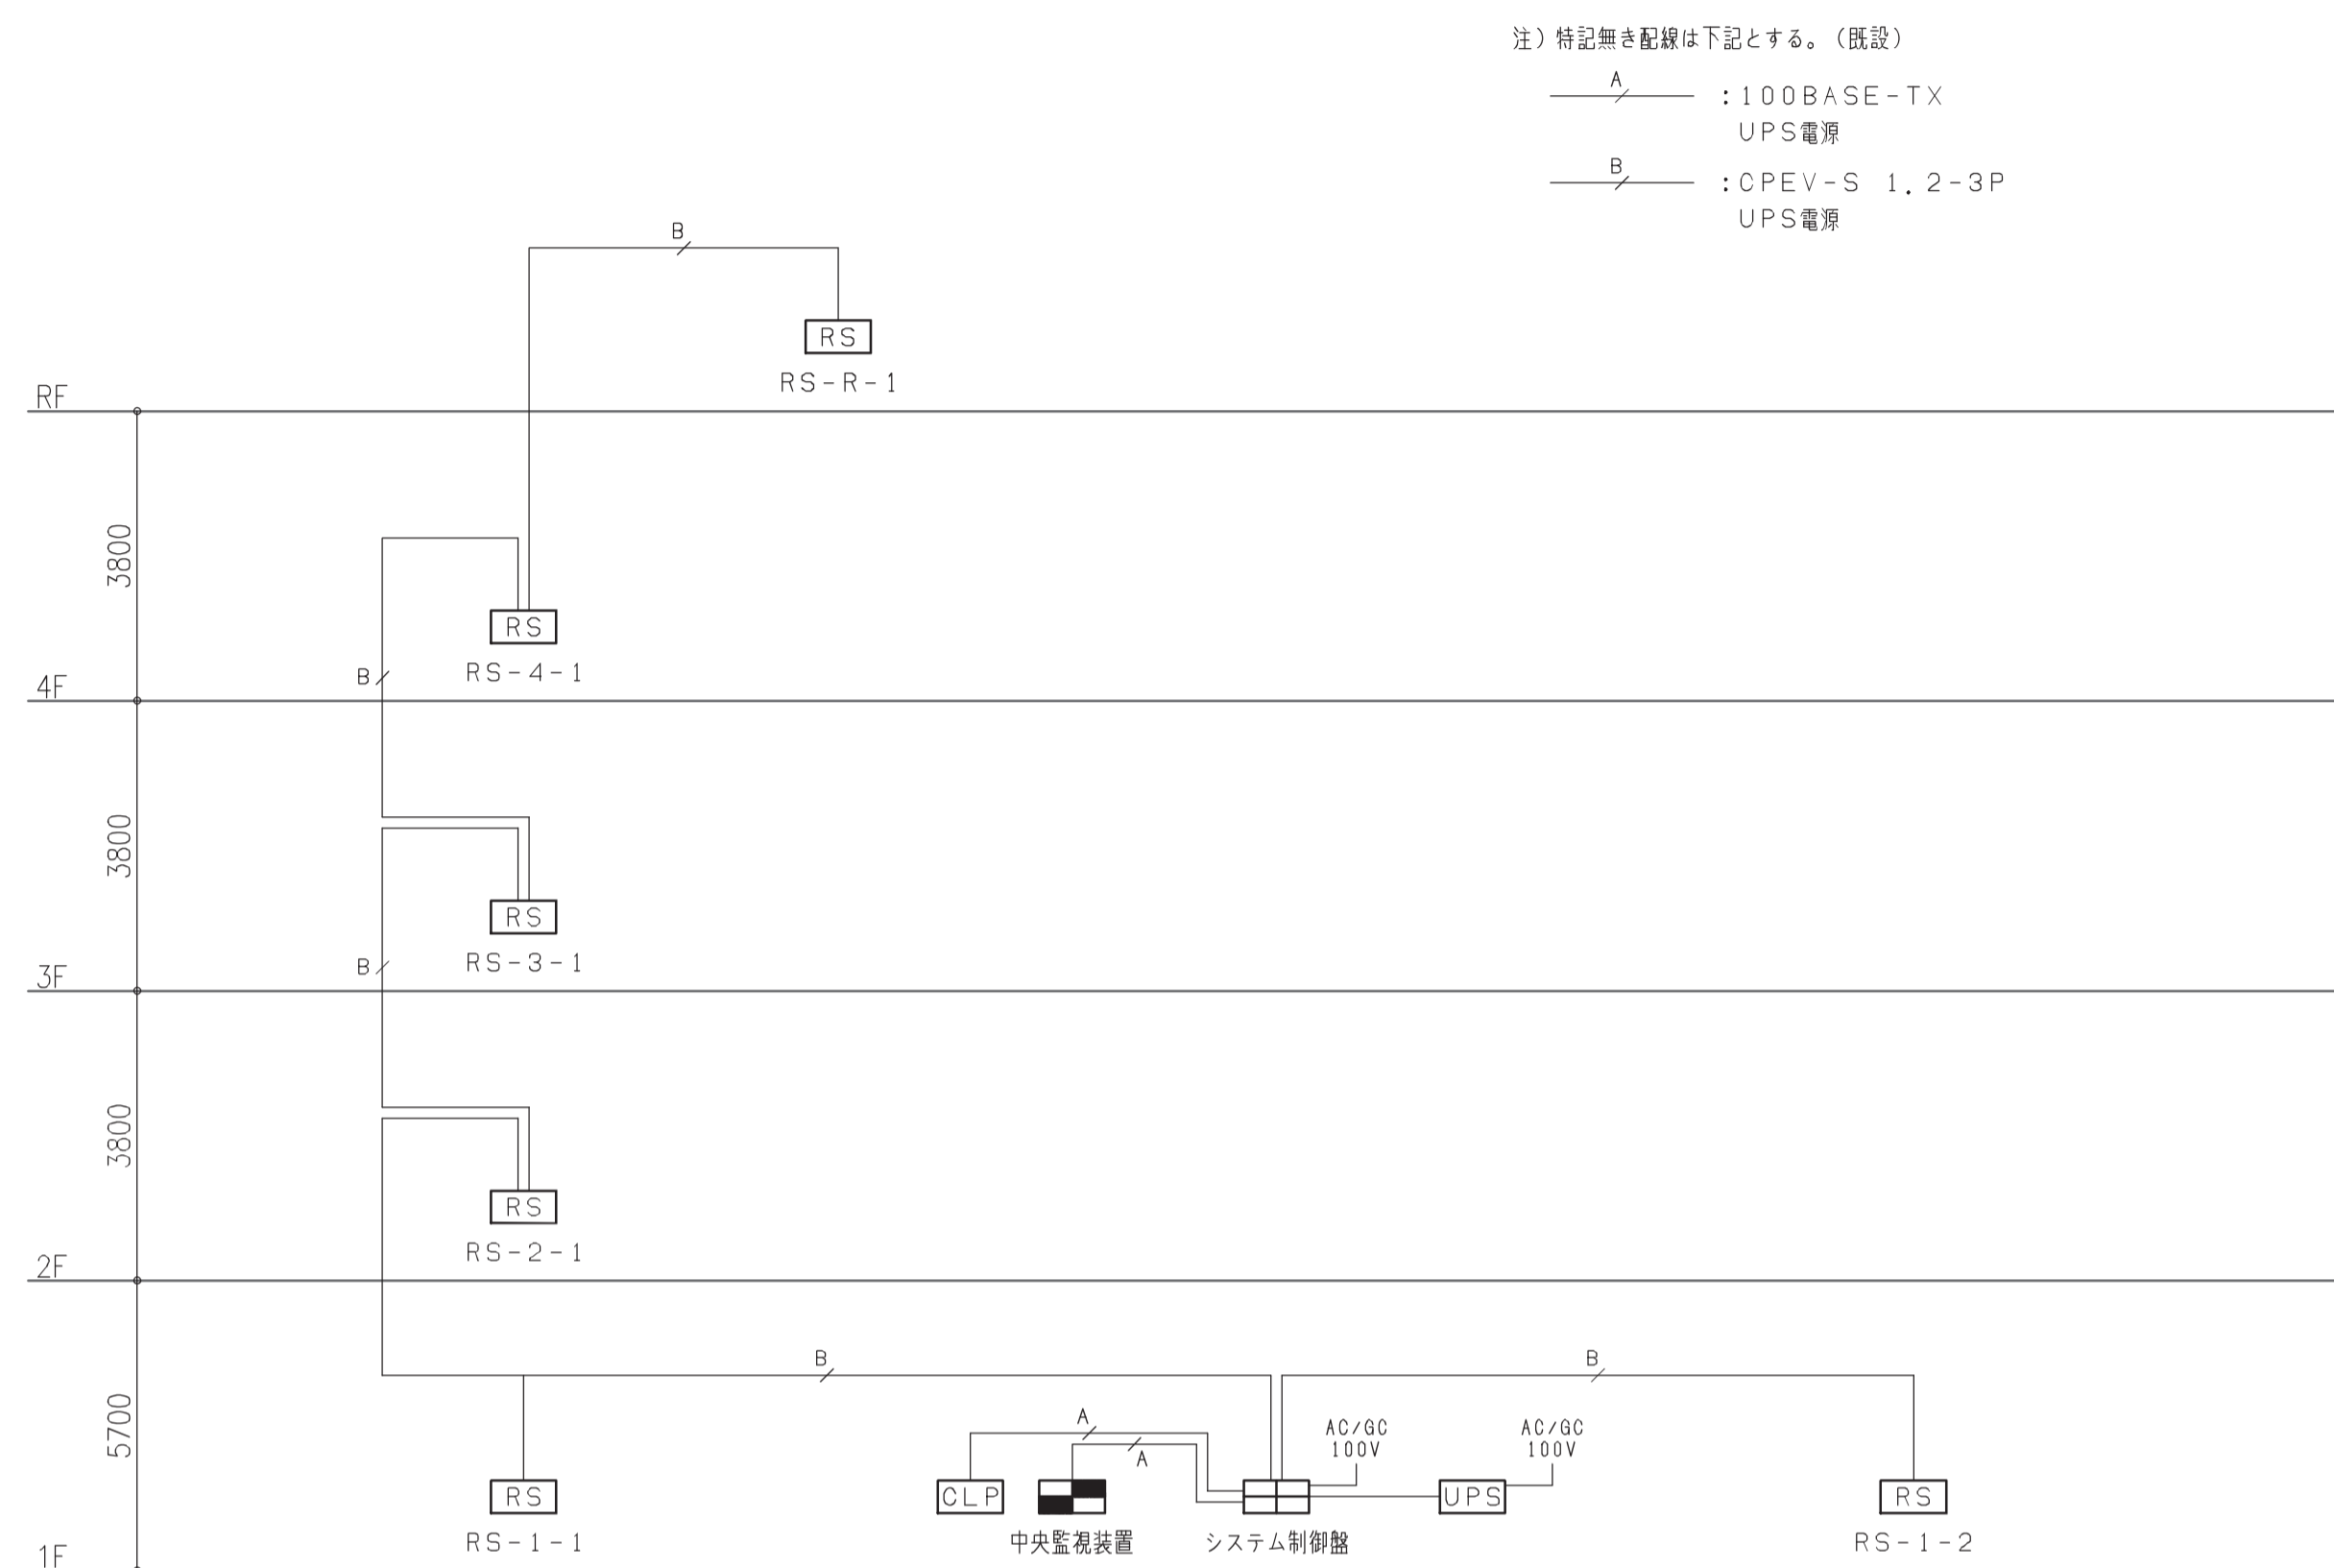 注）特記無き配線は下記とする。（既設）
A
：100BASE-TX
UPS電源
B
：CPEV-S 1.2-3P
UPS電源
B
RS
RS-R-1
RF
3800
RS
RS-4-1
B
4F
3800
RS
RS-3-1
B
3F
3800
RS
RS-2-1
2F
B
B
5700
A
A
AC/GC
100V
AC/GC
100V
RS
CLP
UPS
RS
RS-1-1
中央監視装置
システム制御盤
RS-1-2
1F